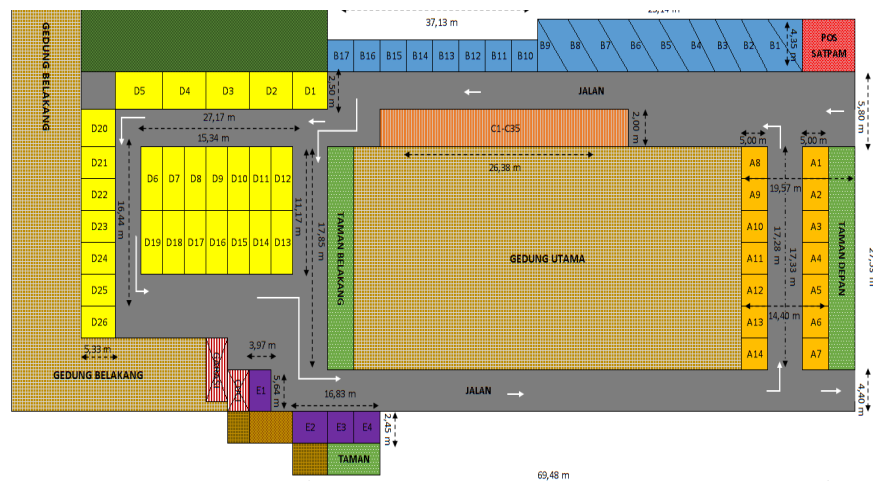 37,13 m
GEDUNG BELAKANG
B17
B16
B15
B14
B13
B12
B11
B10
B9
B8
B7
B6
B5
B4
B3
B2
B1
4,35 m
POS
SATPAM
D5
D4
D3
D2
D1
2,50 m
JALAN
5,80 m
27,17 m
15,34 m
C1-C35
2,00 m
26,38 m
5,00 m
5,00 m
D20
D21
D22
D23
D24
D25
D26
16,44 m
D6
D7
D8
D9
D10
D11
D12
D19
D18
D17
D16
D15
D14
D13
11,17 m
17,85 m
TAMAN BELAKANG
GEDUNG UTAMA
A8
A9
A10
A11
A12
A13
A14
A1
A2
A3
A4
A5
A6
A7
19,57 m
17,28 m
17,33 m
14,40 m
TAMAN DEPAN
5,33 m
GEDUNG BELAKANG
3,97 m
E1
5,64 m
16,83 m
JALAN
4,40 m
E2
E3
E4
2,45 m
TAMAN
69,48 m